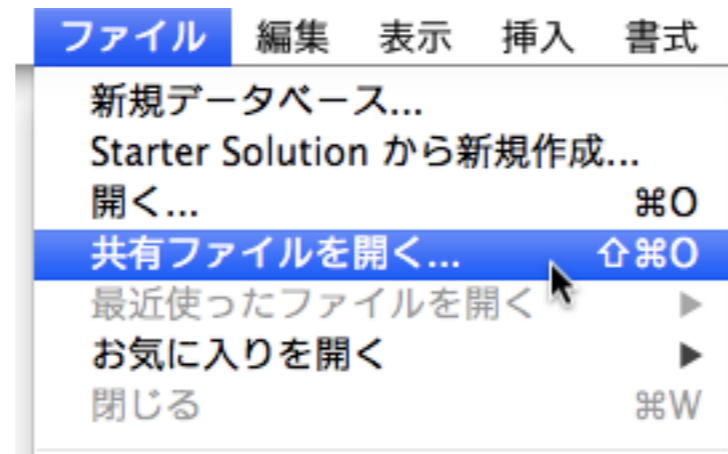 ファイル 編集 表示 挿入 書式
新規データベース...
Starter Solution から新規作成...
開く... ⌘O
共有ファイルを開く... ⇧⌘O
最近使ったファイルを開く ▶
お気に入りを開く ▶
閉じる ⌘W